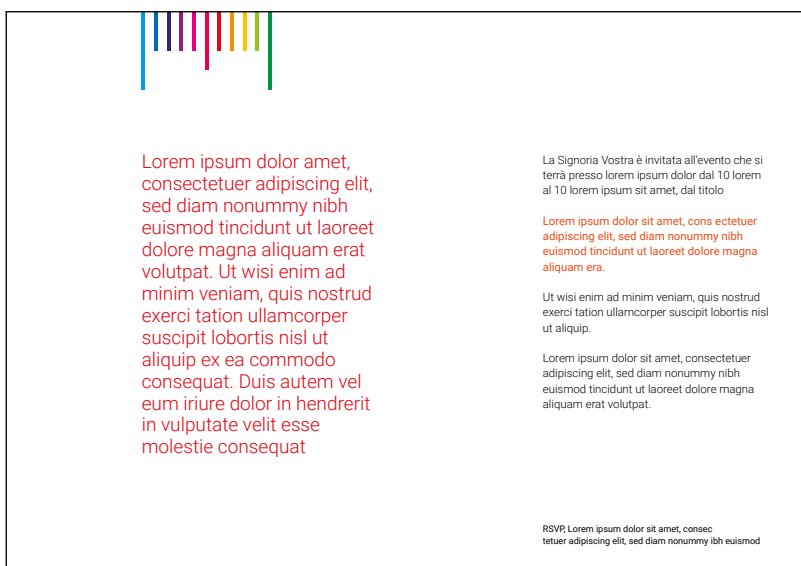 Lorem ipsum dolor amet,
consectetuer adipiscing elit,
sed diam nonummy nibh
euismod tincidunt ut laoreet
dolore magna aliquam erat
volutpat. Ut wisi enim ad
minim veniam, quis nostrud
exerci tation ullamcorper
suscipit lobortis nisl ut
aliquip ex ea commodo
consequat. Duis autem vel
eum iriure dolor in hendrerit
in vulputate velit esse
molestie consequat
La Signoria Vostra è invitata all'evento che si
terrà presso lorem ipsum dolor dal 10 lorem
al 10 lorem ipsum sit amet, dal titolo
Lorem ipsum dolor sit amet, cons ectetuer
adipiscing elit, sed diam nonummy nibh
euismod tincidunt ut laoreet dolore magna
aliquam era.
Ut wisi enim ad minim veniam, quis nostrud
exerci tation ullamcorper suscipit lobortis nisl
ut aliquip.
Lorem ipsum dolor sit amet, consectetuer
adipiscing elit, sed diam nonummy nibh
euismod tincidunt ut laoreet dolore magna
aliquam erat volutpat.
RSVP, Lorem ipsum dolor sit amet, consec
tetuer adipiscing elit, sed diam nonummy ibh euismod